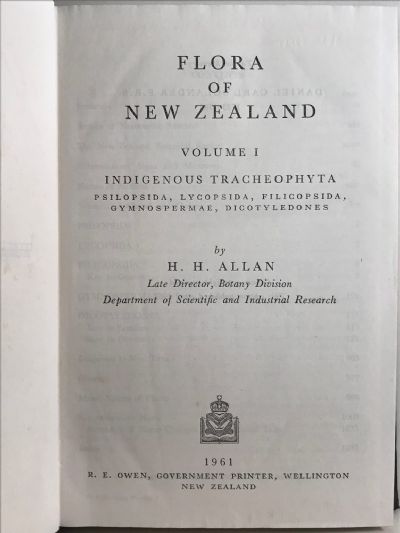 FLORA
OF
NEW ZEALAND
VOLUME I
INDIGENOUS TRACHEOPHYTA
PSILOPSIDA, LYCOPSIDA, FILICOPSIDA,
GYMNOSPERMAE, DICOTYLEDONES
by
H. H. ALLAN
Late Director, Botany Division
Department of Scientific and Industrial Research
1961
R. E. OWEN, GOVERNMENT PRINTER, WELLINGTON
NEW ZEALAND